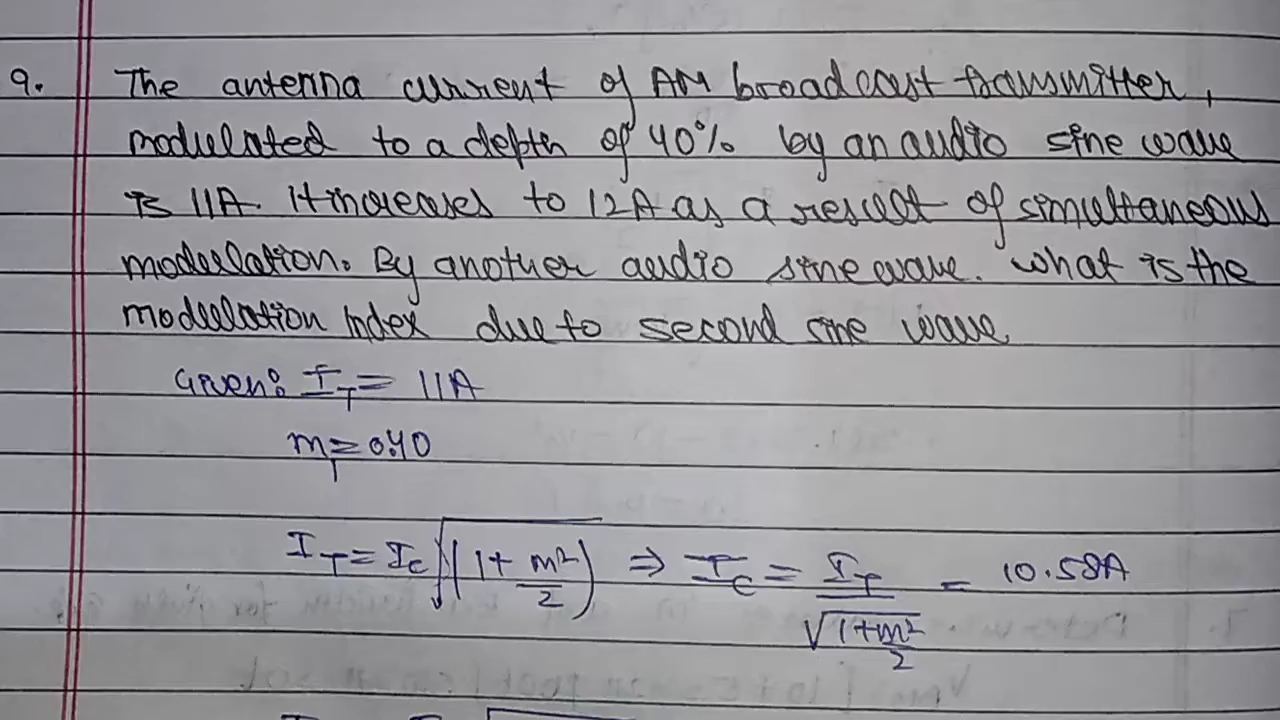 9. The antenna current of AM broadcast transmitter,
modulated to a depth of 40% by an audio sine wave
is 11A. It increases to 12A as a result of simultaneous
modulation. By another audio sine wave. What is the
modulation Index due to second sine wave.
Given: I_T = 11A
m_1 = 0.40
I_T = I_C √(1 + m²/2) ⇒ I_C = I_T / √(1+m²/2) = 10.58A